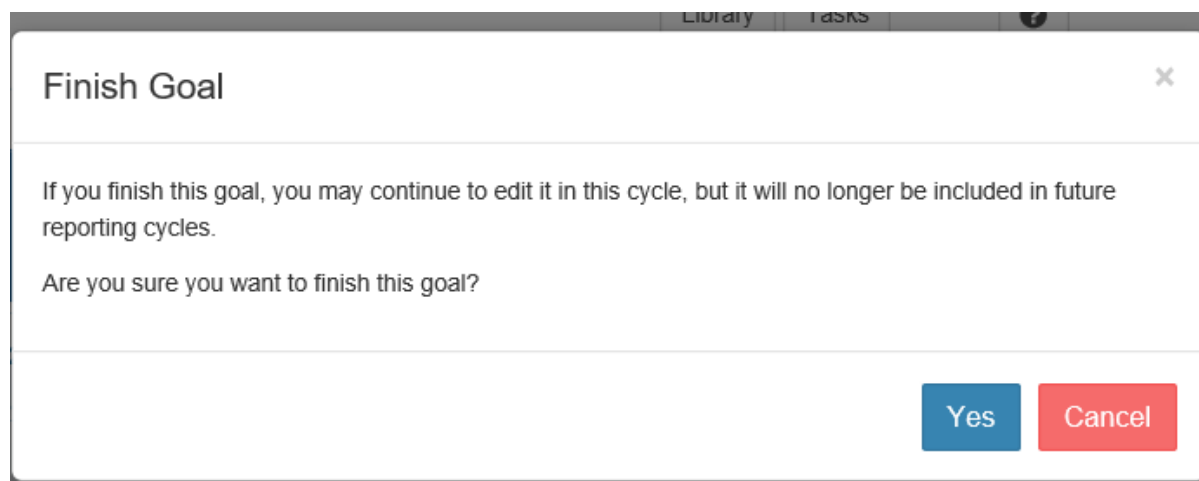 Library Tasks ?
Finish Goal ×
If you finish this goal, you may continue to edit it in this cycle, but it will no longer be included in future
reporting cycles.
Are you sure you want to finish this goal?
Yes Cancel